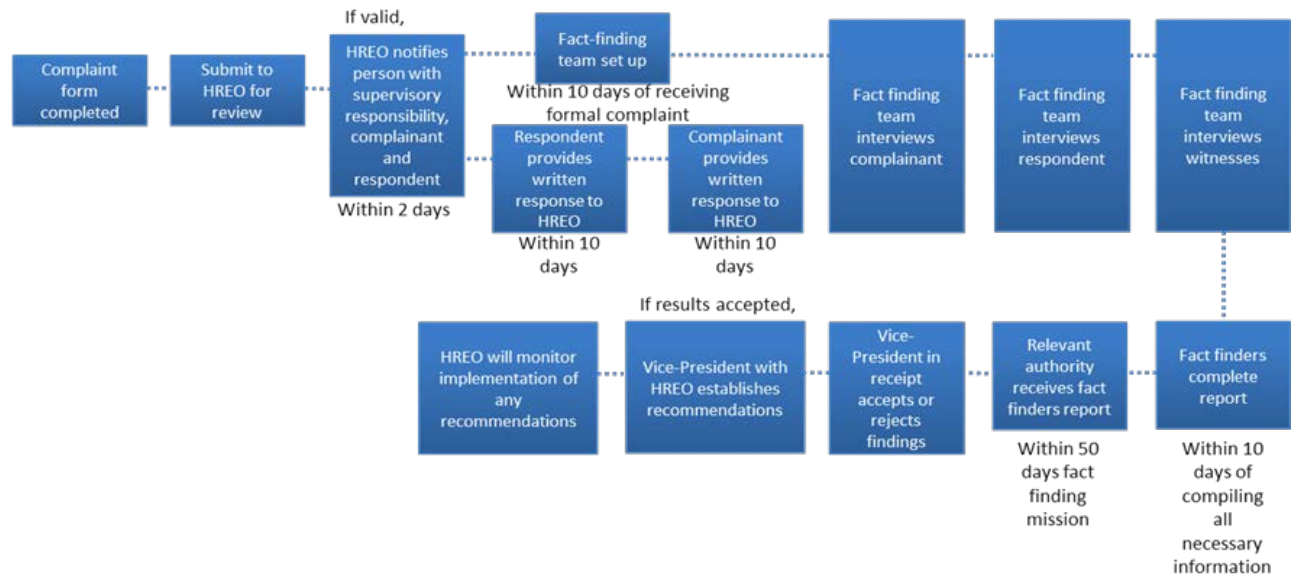 If valid,
Complaint
form
completed
Submit to
HREO for
review
HREO notifies
person with
supervisory
responsibility,
complainant
and
respondent
Within 2 days
Fact-finding
team set up
Within 10 days of receiving
formal complaint
Respondent
provides
written
response to
HREO
Within 10
days
Complainant
provides
written
response to
HREO
Within 10
days
Fact finding
team
interviews
complainant
Fact finding
team
interviews
respondent
Fact finding
team
interviews
witnesses
If results accepted,
HREO will monitor
implementation of
any
recommendations
Vice-President with
HREO establishes
recommendations
Vice-
President in
receipt
accepts or
rejects
findings
Relevant
authority
receives fact
finders report
Within 50
days fact
finding
mission
Fact finders
complete
report
Within 10
days of
compiling
all
necessary
information